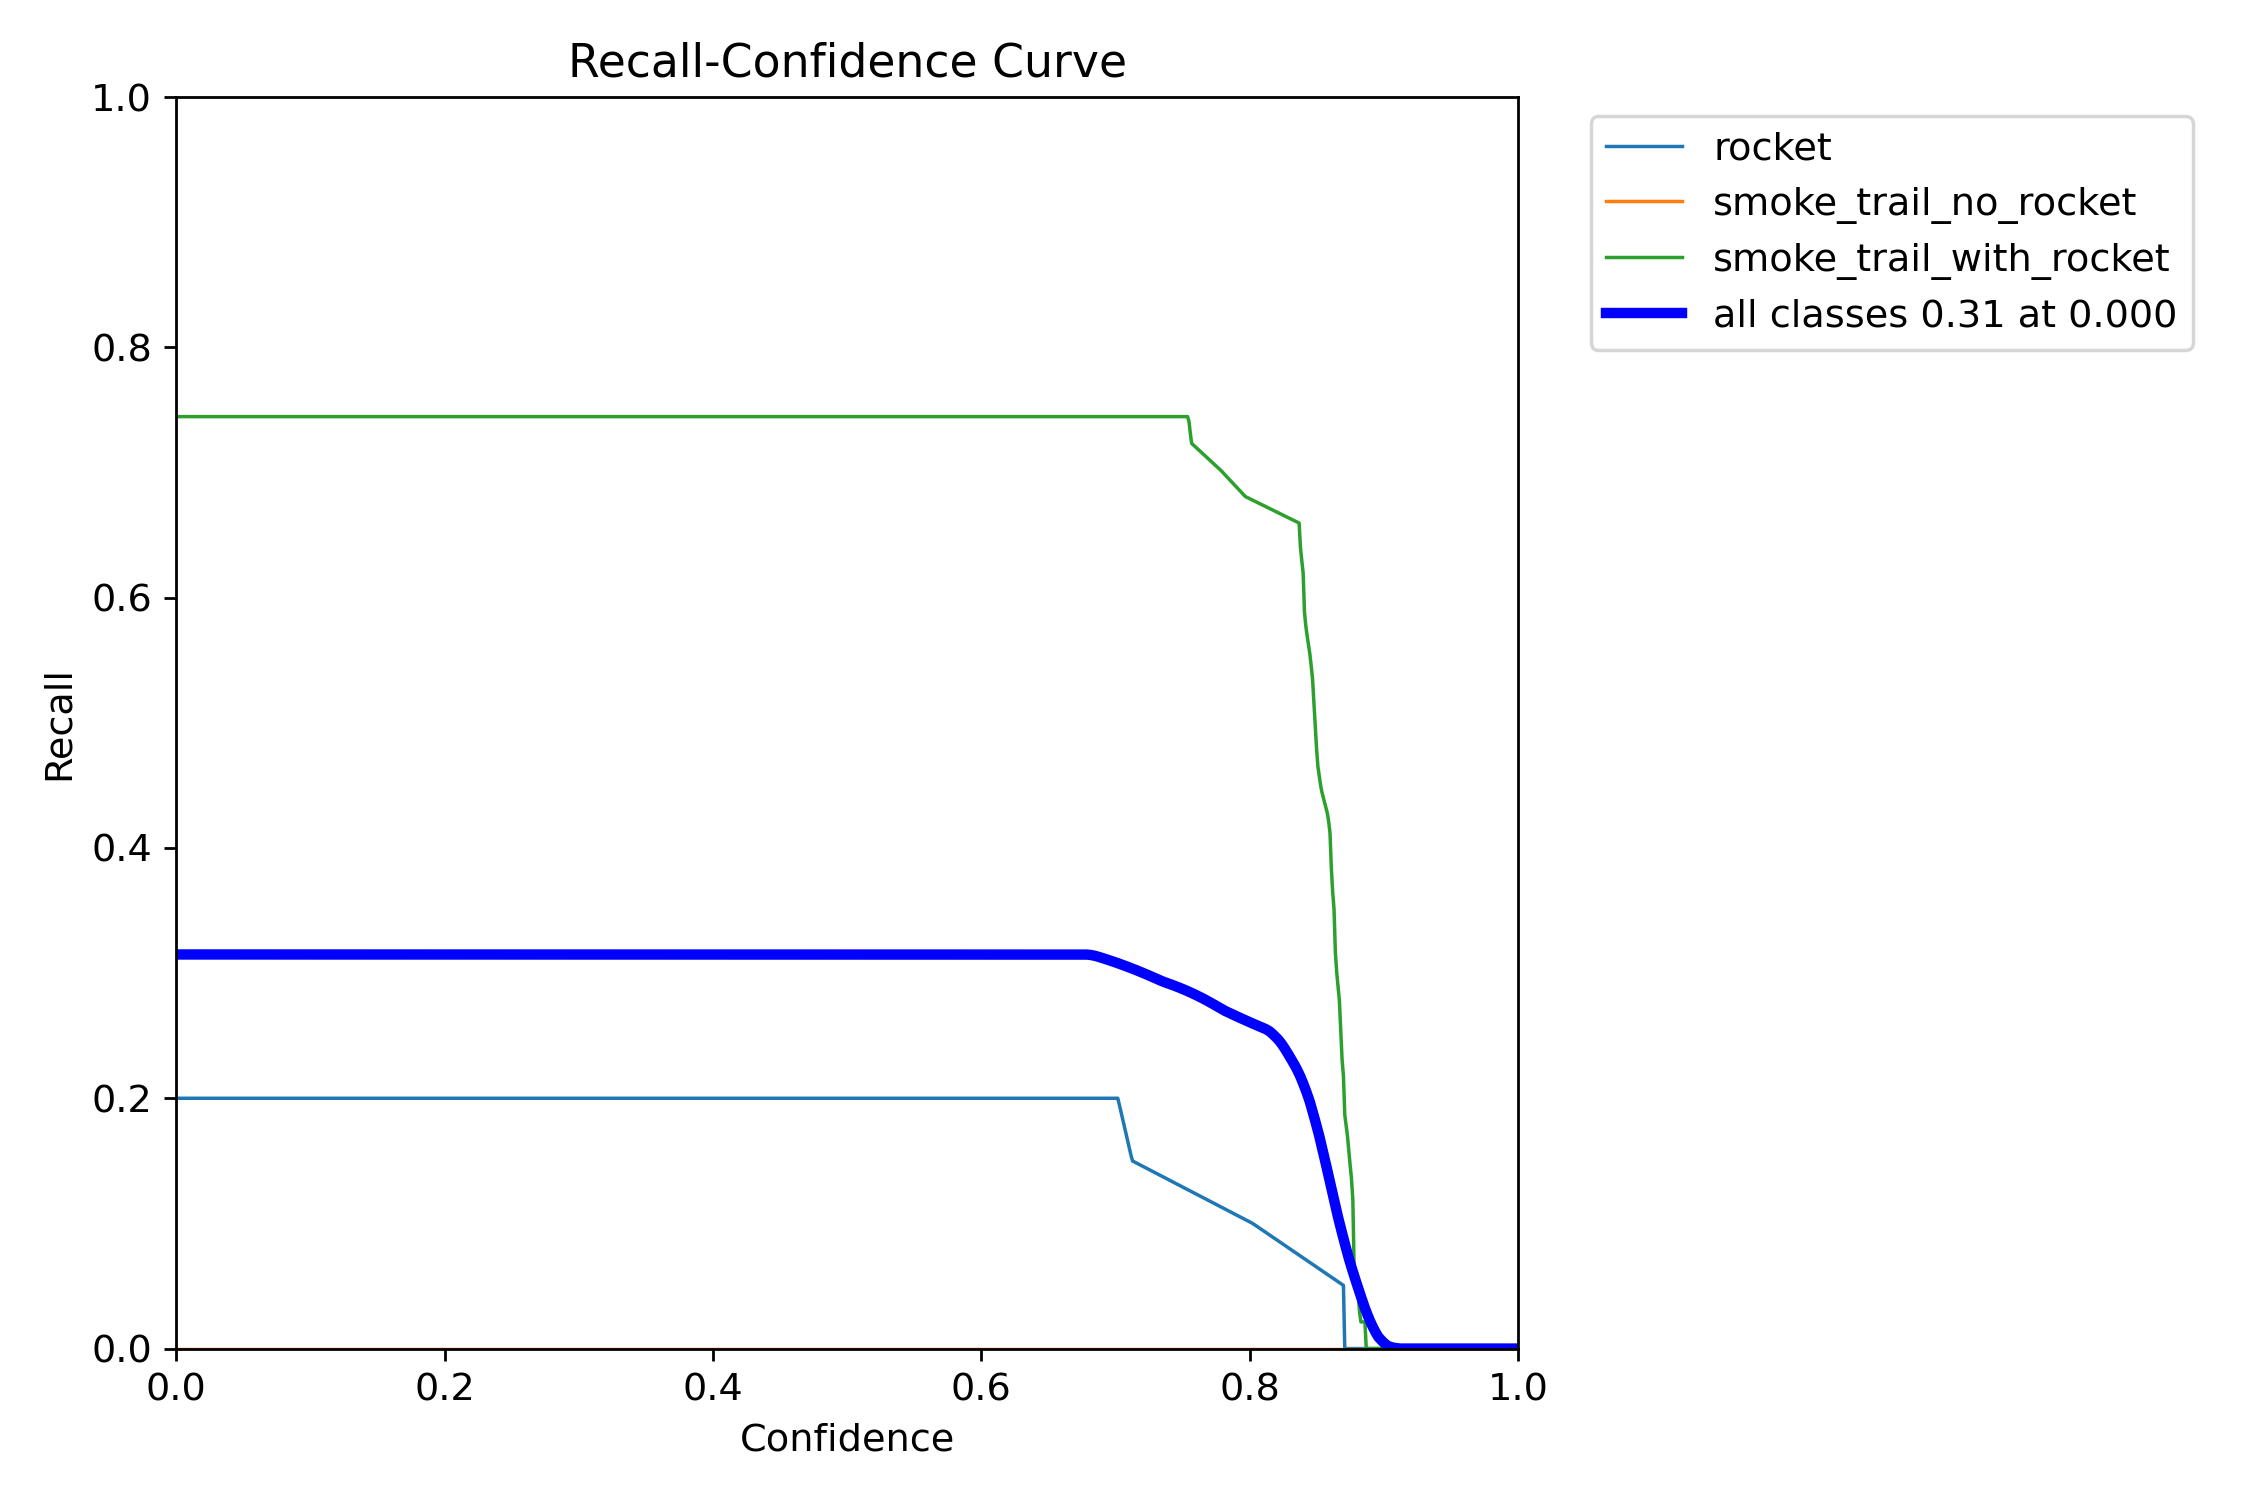 Recall-Confidence Curve
1.0
0.8
0.6
0.4
0.2
0.0
Recall
0.0 0.2 0.4 0.6 0.8 1.0
Confidence
rocket
smoke_trail_no_rocket
smoke_trail_with_rocket
all classes 0.31 at 0.000